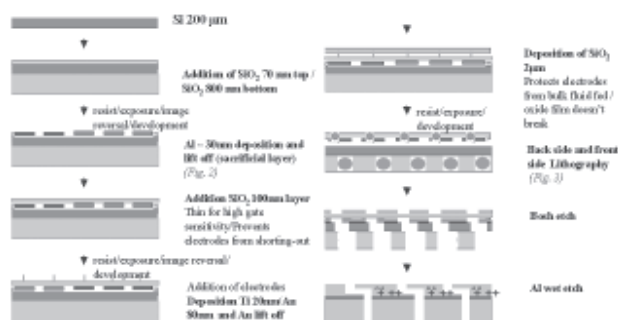 Si 200 µm
Addition of SiO2 70 nm top /
SiO2 800 nm bottom
resist/exposure/image
reversal/development
Al – 30nm deposition and
lift off (sacrificial layer)
(Fig. 2)
Addition SiO2 100nm layer
Thin for high gate
sensitivity/Prevents
electrodes from shorting-out
resist/exposure/image reversal/
development
Addition of electrodes
Deposition Ti 20nm/Au
80nm and Au lift off
Deposition of SiO2
2µm
Protects electrodes
from bulk fluid fed /
oxide film doesn't
break
resist/exposure/
development
Back side and front
side Lithography
(Fig. 3)
Bosh etch
Al wet etch